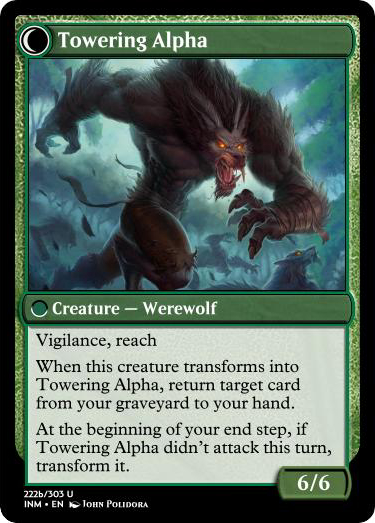 Towering Alpha
Creature — Werewolf
Vigilance, reach
When this creature transforms into
Towering Alpha, return target card
from your graveyard to your hand.
At the beginning of your end step, if
Towering Alpha didn't attack this turn,
transform it.
6/6
222b/303 U
INM • EN John Polidora